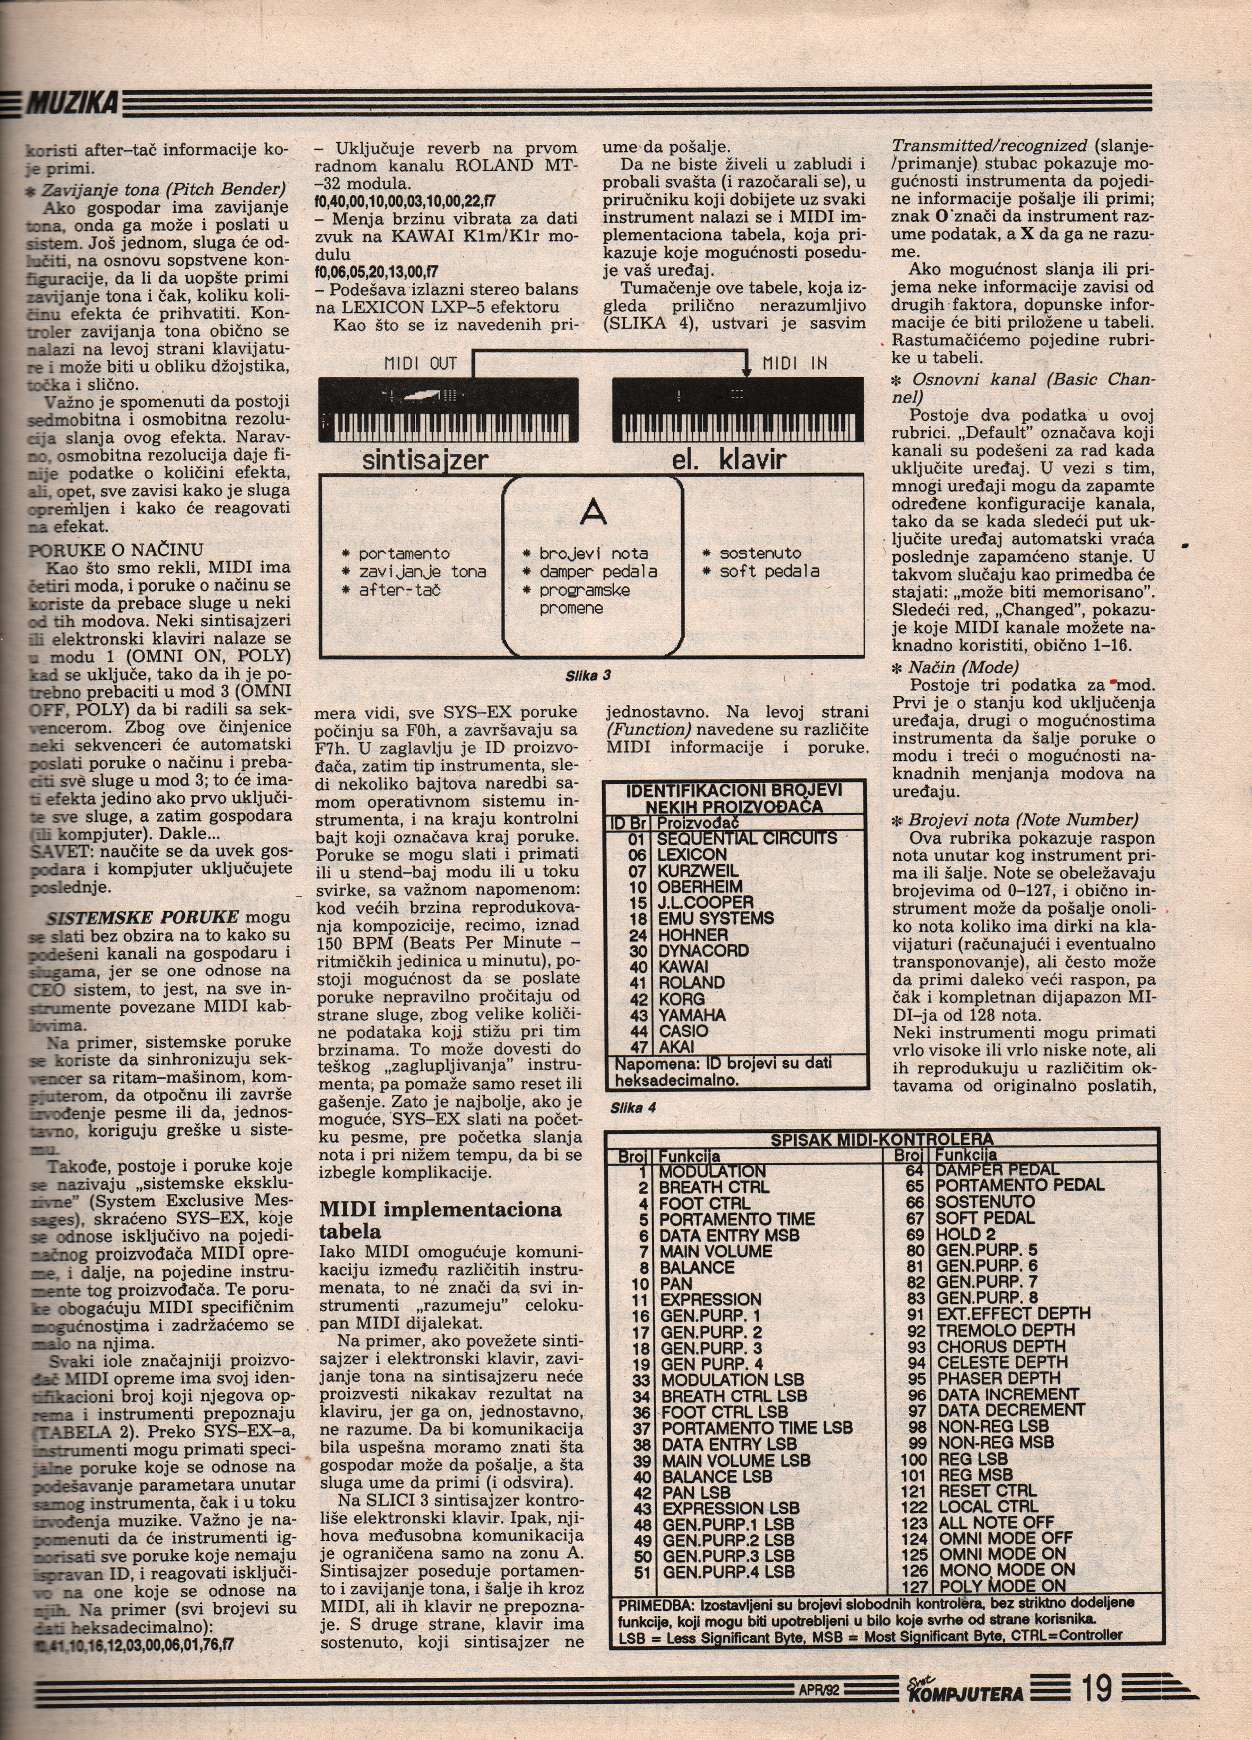 MUZIKA
koristi after–tač informacije ko-
je primi.
* Zavijanje tona (Pitch Bender)
Ako gospodar ima zavijanje
tona, onda ga može i poslati u
sistem. Još jednom, sluga će od-
lučiti, na osnovu sopstvene kon-
figuracije, da li da uopšte primi
zavijanje tona i čak, koliku koli-
činu efekta će prihvatiti. Kon-
troler zavijanja tona obično se
nalazi na levoj strani klavijatu-
re i može biti u obliku džojstika,
točka i slično.
Važno je spomenuti da postoji
sedmobitna i osmobitna rezolu-
cija slanja ovog efekta. Narav-
no, osmobitna rezolucija daje fi-
nije podatke o količini efekta,
ali, opet, sve zavisi kako je sluga
opremljen i kako će reagovati
na efekat.
PORUKE O NAČINU
Kao što smo rekli, MIDI ima
četiri moda, i poruke o načinu se
koriste da prebace sluge u neki
od tih modova. Neki sintisajzeri
ili elektronski klaviri nalaze se
u modu 1 (OMNI ON, POLY)
kad se uključe, tako da ih je po-
trebno prebaciti u mod 3 (OMNI
OFF, POLY) da bi radili sa sek-
vencerom. Zbog ove činjenice
neki sekvenceri će automatski
poslati poruke o načinu i preba-
citi sve sluge u mod 3; to će ima-
ti efekta jedino ako prvo uključi-
te sve sluge, a zatim gospodara
(ili kompjuter). Dakle...
SAVET: naučite se da uvek gos-
podara i kompjuter uključujete
poslednje.
SISTEMSKE PORUKE mogu
se slati bez obzira na to kako su
podešeni kanali na gospodaru i
slugama, jer se one odnose na
CEO sistem, to jest, na sve in-
strumente povezane MIDI kab-
lovima.
Na primer, sistemske poruke
se koriste da sinhronizuju sek-
vencer sa ritam–mašinom, kom-
pjuterom, da otpočnu ili završe
izvođenje pesme ili da, jednos-
tavno, koriguju greške u siste-
mu.
Takođe, postoje i poruke koje
se nazivaju „sistemske eksklu-
zivne” (System Exclusive Mes-
sages), skraćeno SYS–EX, koje
se odnose isključivo na pojedi-
načnog proizvođača MIDI opre-
me, i dalje, na pojedine instru-
mente tog proizvođača. Te poru-
ke obogaćuju MIDI specifičnim
mogućnostima i zadržaćemo se
malo na njima.
Svaki iole značajniji proizvo-
đač MIDI opreme ima svoj iden-
tifikacioni broj koji njegova op-
rema i instrumenti prepoznaju
(TABELA 2). Preko SYS–EX–a,
instrumenti mogu primati speci-
jalne poruke koje se odnose na
podešavanje parametara unutar
samog instrumenta, čak i u toku
izvođenja muzike. Važno je na-
pomenuti da će instrumenti ig-
norisati sve poruke koje nemaju
ispravan ID, i reagovati isključi-
vo na one koje se odnose na
njih. Na primer (svi brojevi su
dati heksadecimalno):
f0,41,10,16,12,03,00,06,01,76,f7
– Uključuje reverb na prvom
radnom kanalu ROLAND MT-
–32 modula.
f0,40,00,10,00,03,10,00,22,f7
– Menja brzinu vibrata za dati
zvuk na KAWAI K1m/K1r mo-
dulu
f0,06,05,20,13,00,f7
– Podešava izlazni stereo balans
na LEXICON LXP–5 efektoru
Kao što se iz navedenih pri-
ume da pošalje.
Da ne biste živeli u zabludi i
probali svašta (i razočarali se), u
priručniku koji dobijete uz svaki
instrument nalazi se i MIDI im-
plementaciona tabela, koja pri-
kazuje koje mogućnosti posedu-
je vaš uređaj.
Tumačenje ove tabele, koja iz-
gleda prilično nerazumljivo
(SLIKA 4), ustvari je sasvim
MIDI OUT
MIDI IN
sintisajzer
el. klavir
A
* portamento
* zavijanje tona
* after-tač
* brojevi nota
* damper pedala
* programske
promene
* sostenuto
* soft pedala
Slika 3
mera vidi, sve SYS–EX poruke
počinju sa F0h, a završavaju sa
F7h. U zaglavlju je ID proizvo-
đača, zatim tip instrumenta, sle-
di nekoliko bajtova naredbi sa-
mom operativnom sistemu in-
strumenta, i na kraju kontrolni
bajt koji označava kraj poruke.
Poruke se mogu slati i primati
ili u stend–baj modu ili u toku
svirke, sa važnom napomenom:
kod većih brzina reprodukova-
nja kompozicije, recimo, iznad
150 BPM (Beats Per Minute –
ritmičkih jedinica u minutu), po-
stoji mogućnost da se poslate
poruke nepravilno pročitaju od
strane sluge, zbog velike količi-
ne podataka koji stižu pri tim
brzinama. To može dovesti do
teškog „zaglupljivanja” instru-
menta, pa pomaže samo reset ili
gašenje. Zato je najbolje, ako je
moguće, SYS–EX slati na počet-
ku pesme, pre početka slanja
nota i pri nižem tempu, da bi se
izbegle komplikacije.
MIDI implementaciona
tabela
Iako MIDI omogućuje komuni-
kaciju između različitih instru-
menata, to ne znači da svi in-
strumenti „razumeju” celoku-
pan MIDI dijalekat.
Na primer, ako povežete sinti-
sajzer i elektronski klavir, zavi-
janje tona na sintisajzeru neće
proizvesti nikakav rezultat na
klaviru, jer ga on, jednostavno,
ne razume. Da bi komunikacija
bila uspešna moramo znati šta
gospodar može da pošalje, a šta
sluga ume da primi (i odsvira).
Na SLICI 3 sintisajzer kontro-
liše elektronski klavir. Ipak, nji-
hova međusobna komunikacija
je ograničena samo na zonu A.
Sintisajzer poseduje portamen-
to i zavijanje tona, i šalje ih kroz
MIDI, ali ih klavir ne prepozna-
je. S druge strane, klavir ima
sostenuto, koji sintisajzer ne
jednostavno. Na levoj strani
(Function) navedene su različite
MIDI informacije i poruke.
IDENTIFIKACIONI BROJEVI
NEKIH PROIZVOĐAČA
ID Br Proizvođač
01 SEQUENTIAL CIRCUITS
06 LEXICON
07 KURZWEIL
10 OBERHEIM
15 J.L.COOPER
18 EMU SYSTEMS
24 HOHNER
30 DYNACORD
40 KAWAI
41 ROLAND
42 KORG
43 YAMAHA
44 CASIO
47 AKAI
Napomena: ID brojevi su dati
heksadecimalno.
Slika 4
Transmitted/recognized (slanje-
/primanje) stubac pokazuje mo-
gućnosti instrumenta da pojedi-
ne informacije pošalje ili primi;
znak O znači da instrument raz-
ume podatak, a X da ga ne razu-
me.
Ako mogućnost slanja ili pri-
jema neke informacije zavisi od
drugih faktora, dopunske infor-
macije će biti priložene u tabeli.
Rastumačićemo pojedine rubri-
ke u tabeli.
* Osnovni kanal (Basic Chan-
nel)
Postoje dva podatka u ovoj
rubrici. „Default” označava koji
kanali su podešeni za rad kada
uključite uređaj. U vezi s tim,
mnogi uređaji mogu da zapamte
određene konfiguracije kanala,
tako da se kada sledeći put uk-
ljučite uređaj automatski vraća
poslednje zapamćeno stanje. U
takvom slučaju kao primedba će
stajati: „može biti memorisano”.
Sledeći red, „Changed”, pokazu-
je koje MIDI kanale možete na-
knadno koristiti, obično 1–16.
* Način (Mode)
Postoje tri podatka za mod.
Prvi je o stanju kod uključenja
uređaja, drugi o mogućnostima
instrumenta da šalje poruke o
modu i treći o mogućnosti na-
knadnih menjanja modova na
uređaju.
* Brojevi nota (Note Number)
Ova rubrika pokazuje raspon
nota unutar kog instrument pri-
ma ili šalje. Note se obeležavaju
brojevima od 0–127, i obično in-
strument može da pošalje onoli-
ko nota koliko ima dirki na kla-
vijaturi (računajući i eventualno
transponovanje), ali često može
da primi daleko veći raspon, pa
čak i kompletnan dijapazon MI-
DI–ja od 128 nota.
Neki instrumenti mogu primati
vrlo visoke ili vrlo niske note, ali
ih reprodukuju u različitim ok-
tavama od originalno poslatih,
SPISAK MIDI-KONTROLERA
Broj Funkcija Broj Funkcija
1 MODULATION 64 DAMPER PEDAL
2 BREATH CTRL 65 PORTAMENTO PEDAL
4 FOOT CTRL 66 SOSTENUTO
5 PORTAMENTO TIME 67 SOFT PEDAL
6 DATA ENTRY MSB 69 HOLD 2
7 MAIN VOLUME 80 GEN.PURP. 5
8 BALANCE 81 GEN.PURP. 6
10 PAN 82 GEN.PURP. 7
11 EXPRESSION 83 GEN.PURP. 8
16 GEN.PURP. 1 91 EXT.EFFECT DEPTH
17 GEN.PURP. 2 92 TREMOLO DEPTH
18 GEN.PURP. 3 93 CHORUS DEPTH
19 GEN PURP. 4 94 CELESTE DEPTH
33 MODULATION LSB 95 PHASER DEPTH
34 BREATH CTRL LSB 96 DATA INCREMENT
36 FOOT CTRL LSB 97 DATA DECREMENT
37 PORTAMENTO TIME LSB 98 NON-REG LSB
38 DATA ENTRY LSB 99 NON-REG MSB
39 MAIN VOLUME LSB 100 REG LSB
40 BALANCE LSB 101 REG MSB
42 PAN LSB 121 RESET CTRL
43 EXPRESSION LSB 122 LOCAL CTRL
48 GEN.PURP.1 LSB 123 ALL NOTE OFF
49 GEN.PURP.2 LSB 124 OMNI MODE OFF
50 GEN.PURP.3 LSB 125 OMNI MODE ON
51 GEN.PURP.4 LSB 126 MONO MODE ON
127 POLY MODE ON
PRIMEDBA: Izostavljeni su brojevi slobodnih kontrolera, bez striktno dodeljene
funkcije, koji mogu biti upotrebljeni u bilo koje svrhe od strane korisnika.
LSB = Less Significant Byte, MSB = Most Significant Byte, CTRL=Controller
APR/92
Svet KOMPJUTERA 19